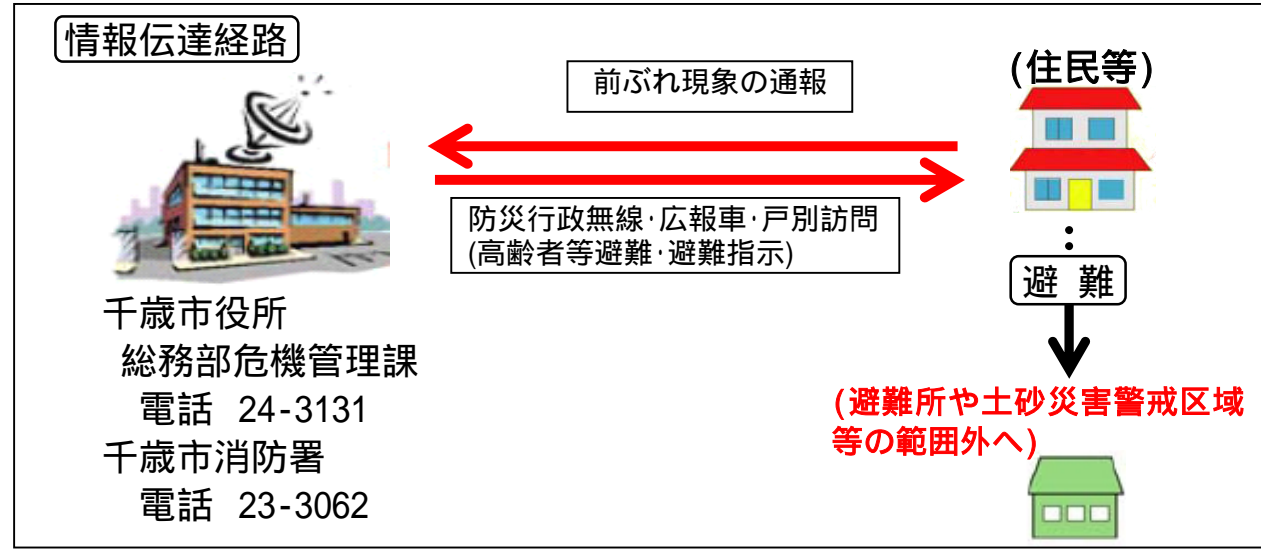 情報伝達経路
前ぶれ現象の通報
(住民等)
防災行政無線･広報車･戸別訪問
(高齢者等避難･避難指示)
避 難
千歳市役所
総務部危機管理課
電話 24-3131
千歳市消防署
電話 23-3062
(避難所や土砂災害警戒区域
等の範囲外へ)